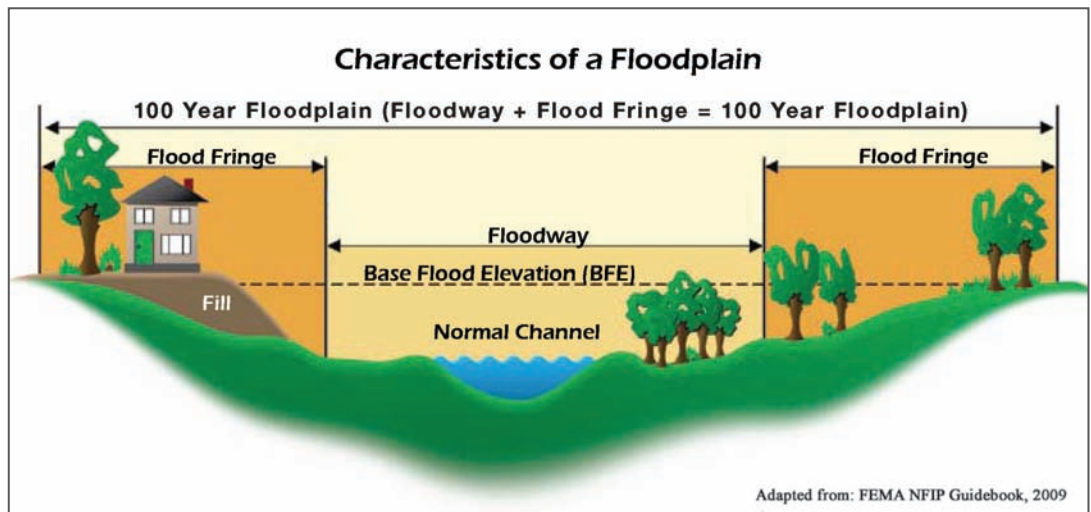 Characteristics of a Floodplain
100 Year Floodplain (Floodway + Flood Fringe = 100 Year Floodplain)
Flood Fringe
Flood Fringe
Floodway
Base Flood Elevation (BFE)
Fill
Normal Channel
Adapted from: FEMA NFIP Guidebook, 2009